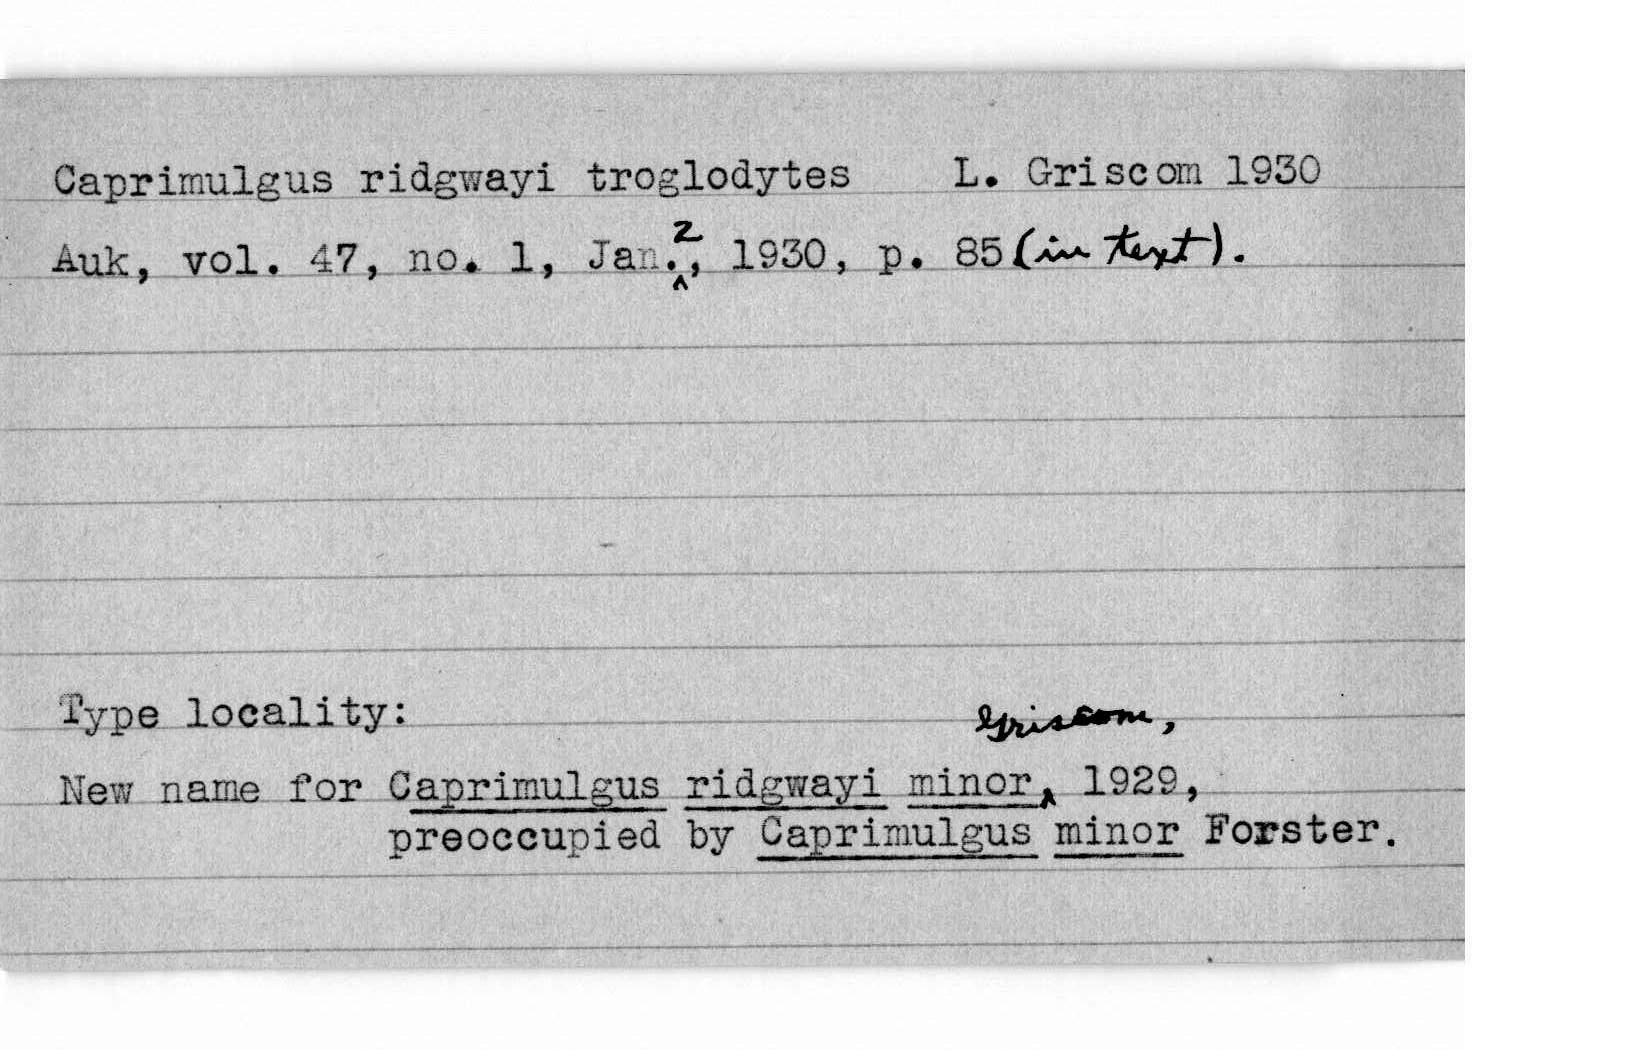 Caprimulgus ridgwayi troglodytes L. Griscom 1930
Auk, vol. 47, no. 1, Jan. 2, 1930, p. 85 (in text).
Type locality:
New name for Caprimulgus ridgwayi minor Griscom, 1929,
preoccupied by Caprimulgus minor Forster.